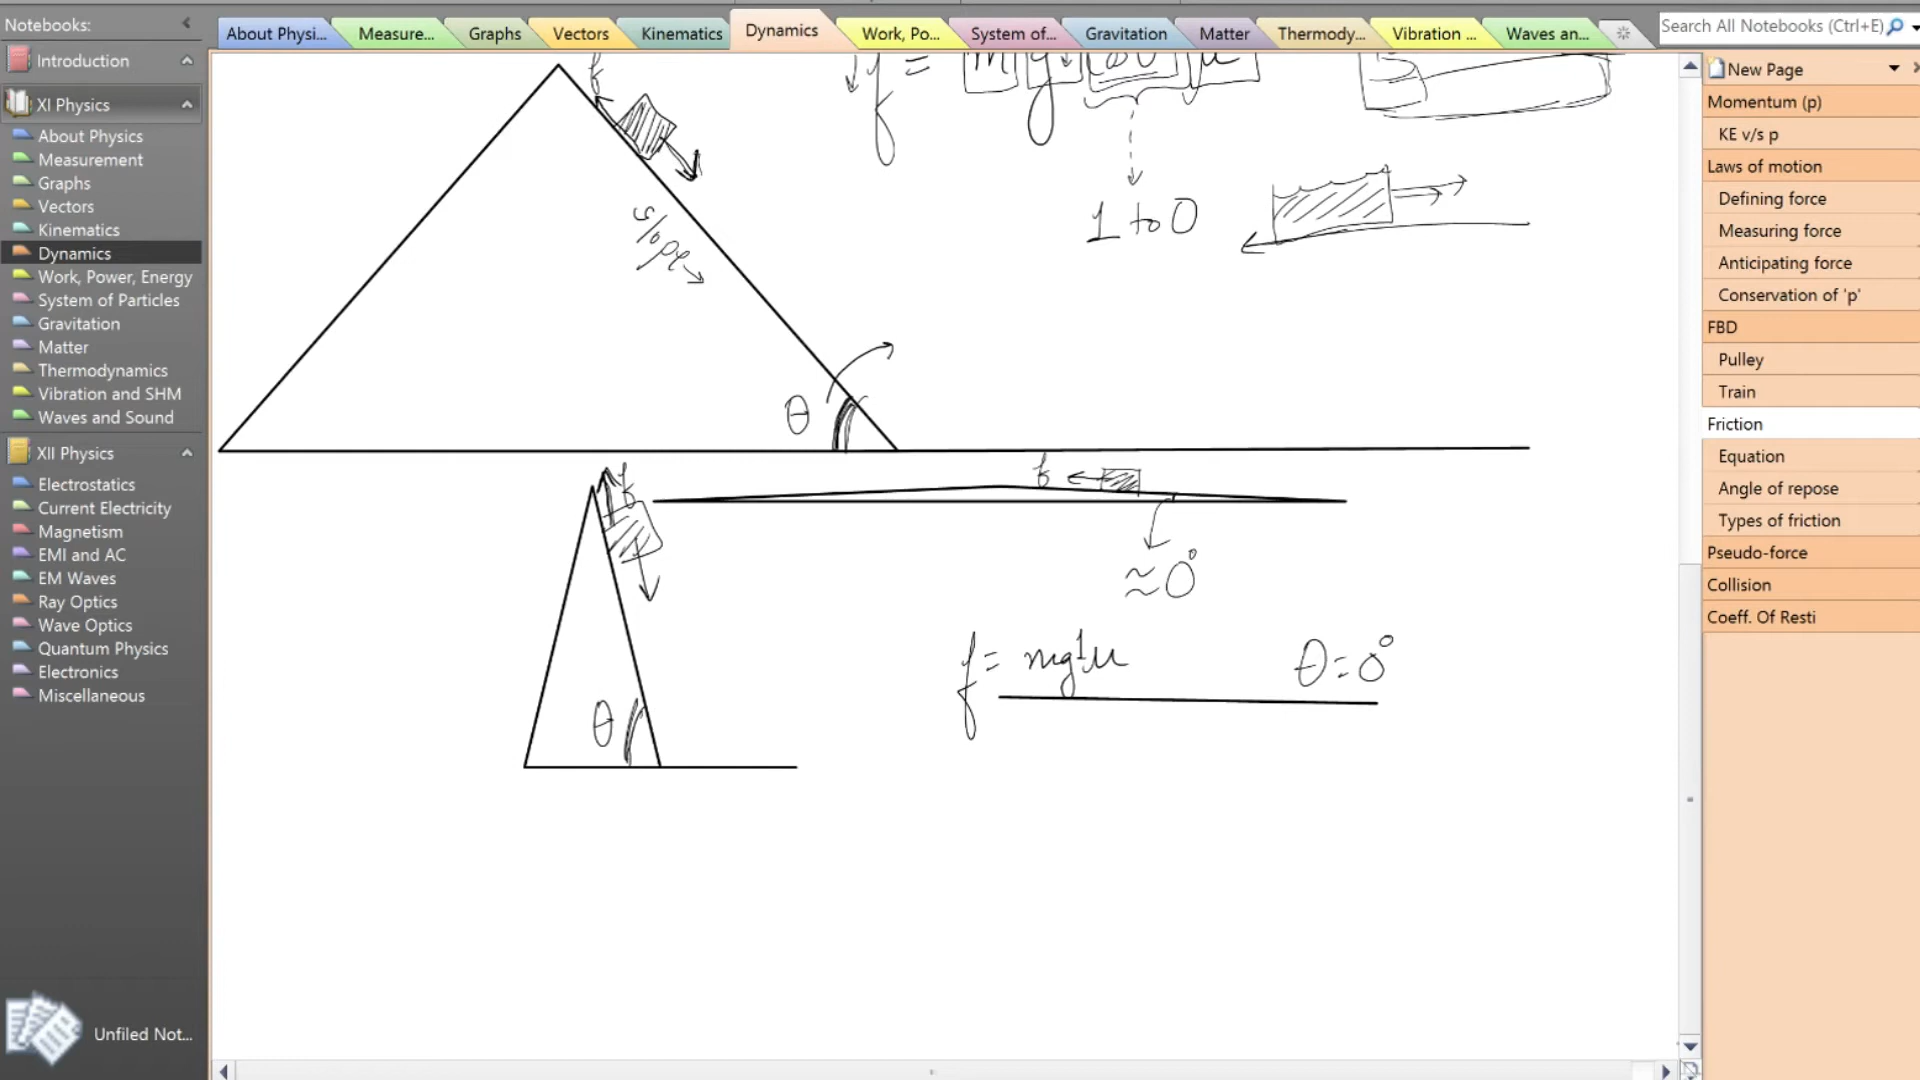 Notebooks:
Introduction
XI Physics
About Physics
Measurement
Graphs
Vectors
Kinematics
Dynamics
Work, Power, Energy
System of Particles
Gravitation
Matter
Thermodynamics
Vibration and SHM
Waves and Sound
XII Physics
Electrostatics
Current Electricity
Magnetism
EMI and AC
EM Waves
Ray Optics
Wave Optics
Quantum Physics
Electronics
Miscellaneous
Unfiled Not...
About Physi... Measure... Graphs Vectors Kinematics Dynamics Work, Po... System of... Gravitation Matter Thermody... Vibration ... Waves an...
Search All Notebooks (Ctrl+E)
f = m g μ
f
1 to 0
slope
θ
f
f
≈0°
f = mg1μ
θ=0°
θ
New Page
Momentum (p)
KE v/s p
Laws of motion
Defining force
Measuring force
Anticipating force
Conservation of 'p'
FBD
Pulley
Train
Friction
Equation
Angle of repose
Types of friction
Pseudo-force
Collision
Coeff. Of Resti